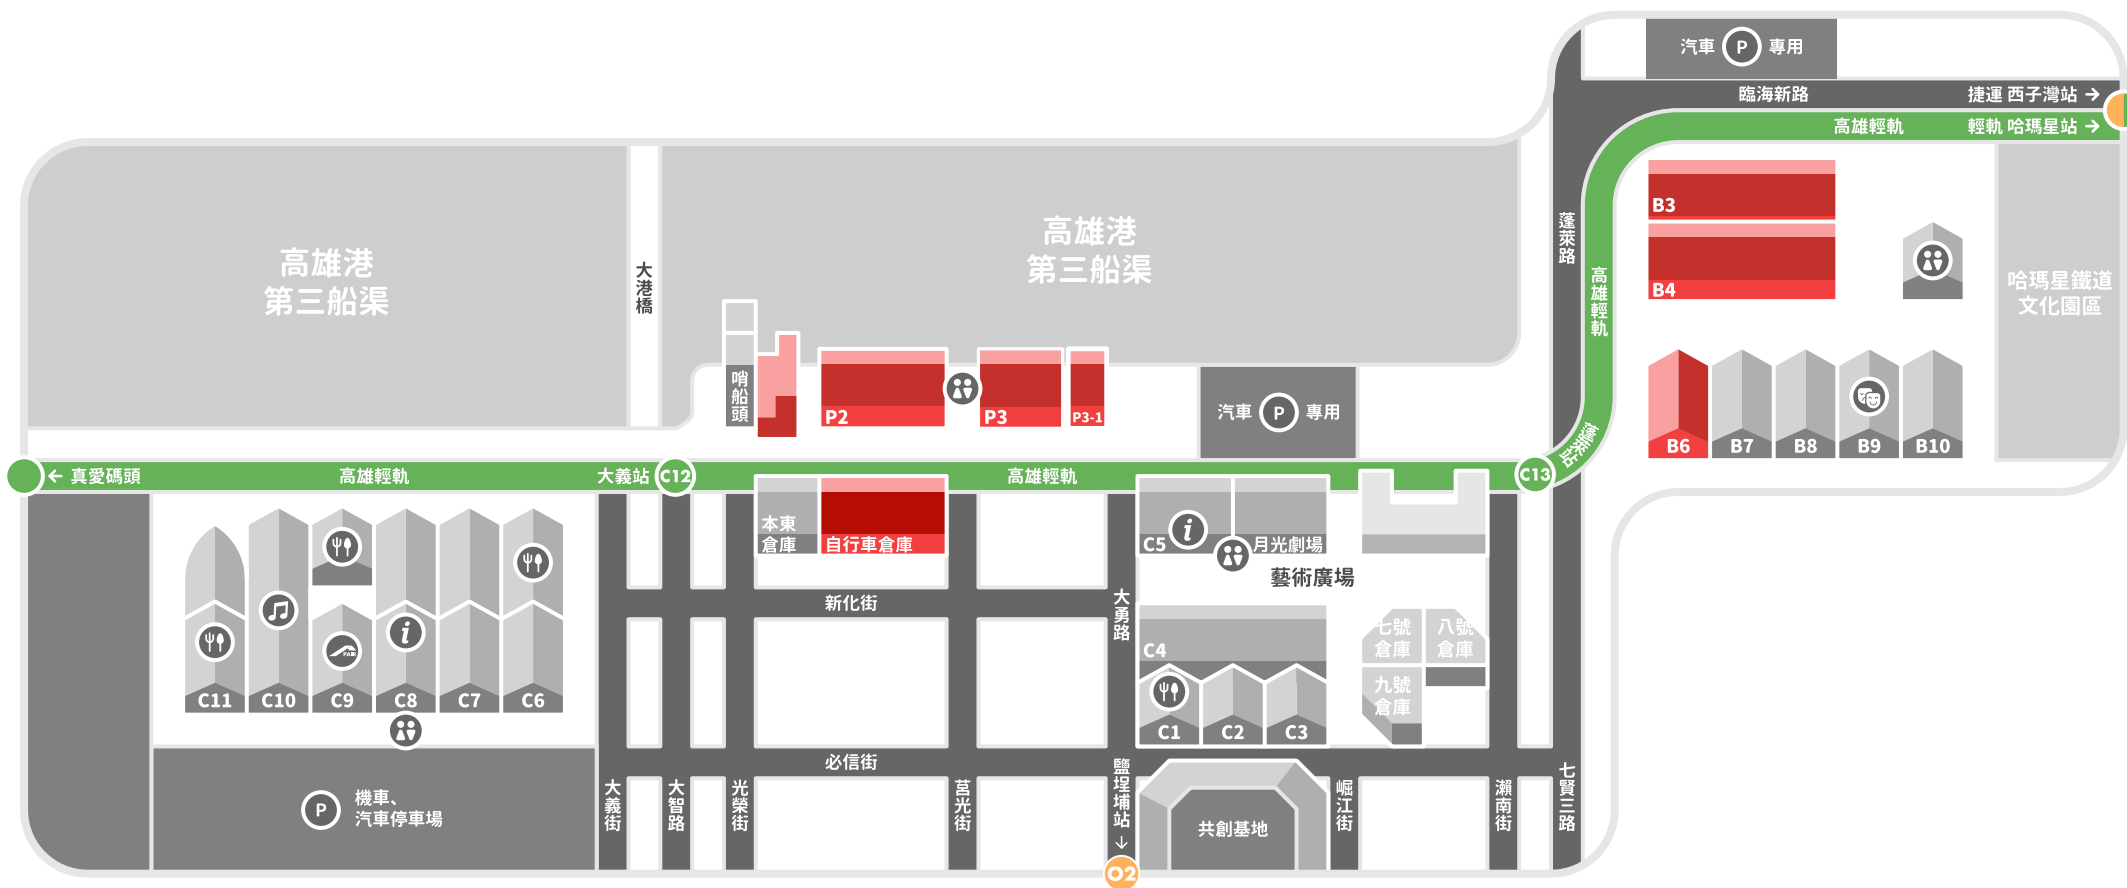 汽車 P 專用
臨海新路
捷運 西子灣站 →
高雄輕軌
輕軌 哈瑪星站 →
高雄港
第三船渠
大港橋
高雄港
第三船渠
蓬萊路
高雄輕軌
B3
B4
哈瑪星鐵道
文化園區
哨船頭
P2
P3
P3-1
汽車 P 專用
蓬萊站
B6
B7
B8
B9
B10
← 真愛碼頭
高雄輕軌
大義站
C12
高雄輕軌
C13
本東
倉庫
自行車倉庫
C5
i
月光劇場
藝術廣場
新化街
大勇路
C4
七號
倉庫
八號
倉庫
九號
倉庫
C11
C10
PAIR
C9
i
C8
C7
C6
C1
C2
C3
必信街
P
機車、
汽車停車場
大義街
大智路
光榮街
莒光街
鹽埕埔站
↓
O2
共創基地
崛江街
瀨南街
七賢三路